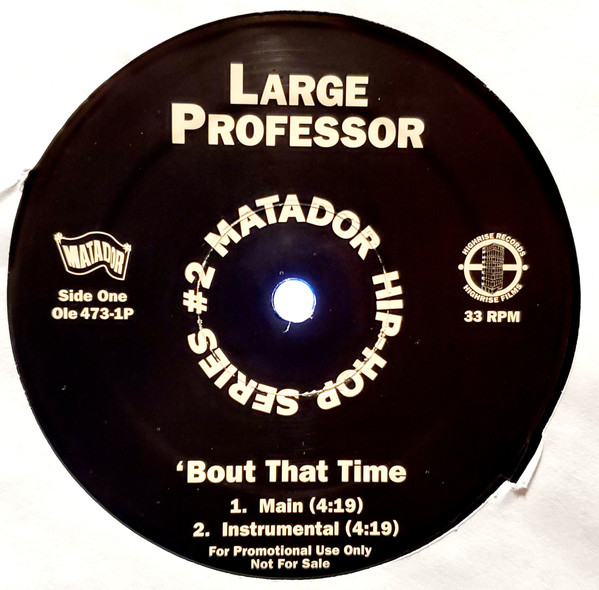 LARGE
PROFESSOR
MATADOR HIP-HOP SERIES #2
MATADOR
Side One
Ole 473-1P
HIGHRISE RECORDS
HIGHRISE FILMS
33 RPM
‘Bout That Time
1. Main (4:19)
2. Instrumental (4:19)
For Promotional Use Only
Not For Sale